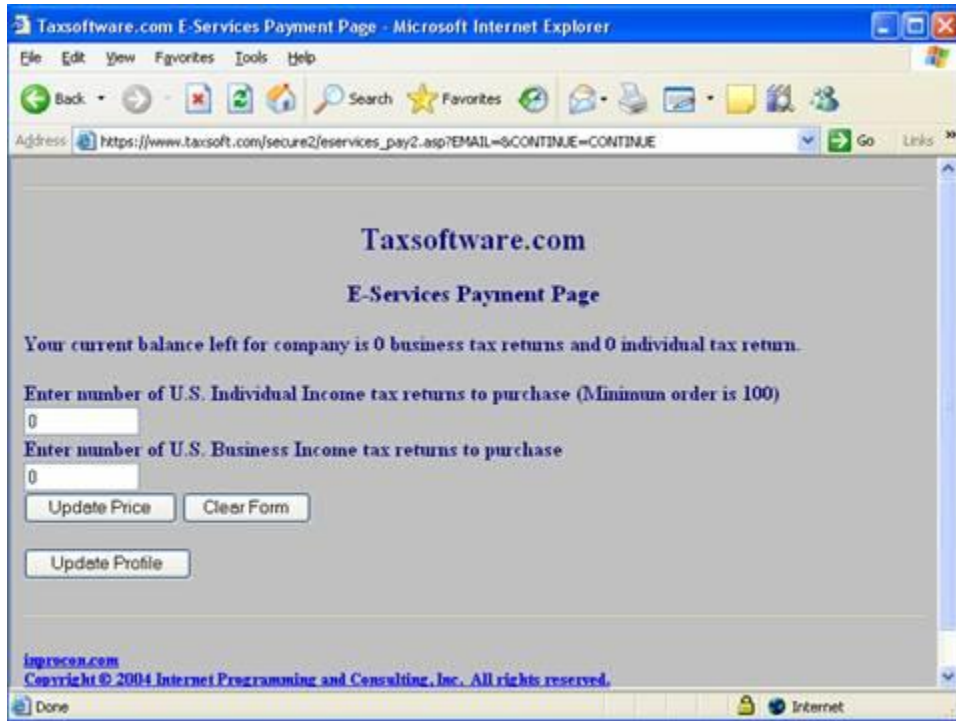 Taxsoftware.com E-Services Payment Page - Microsoft Internet Explorer
File Edit View Favorites Tools Help
Back Search Favorites
Address https://www.taxsoft.com/secure2/eservices_pay2.asp?EMAIL=&CONTINUE=CONTINUE Go Links »
Taxsoftware.com
E-Services Payment Page
Your current balance left for company is 0 business tax returns and 0 individual tax return.
Enter number of U.S. Individual Income tax returns to purchase (Minimum order is 100)
0
Enter number of U.S. Business Income tax returns to purchase
0
Update Price Clear Form
Update Profile
inprocon.com
Copyright © 2004 Internet Programming and Consulting, Inc. All rights reserved.
Done Internet